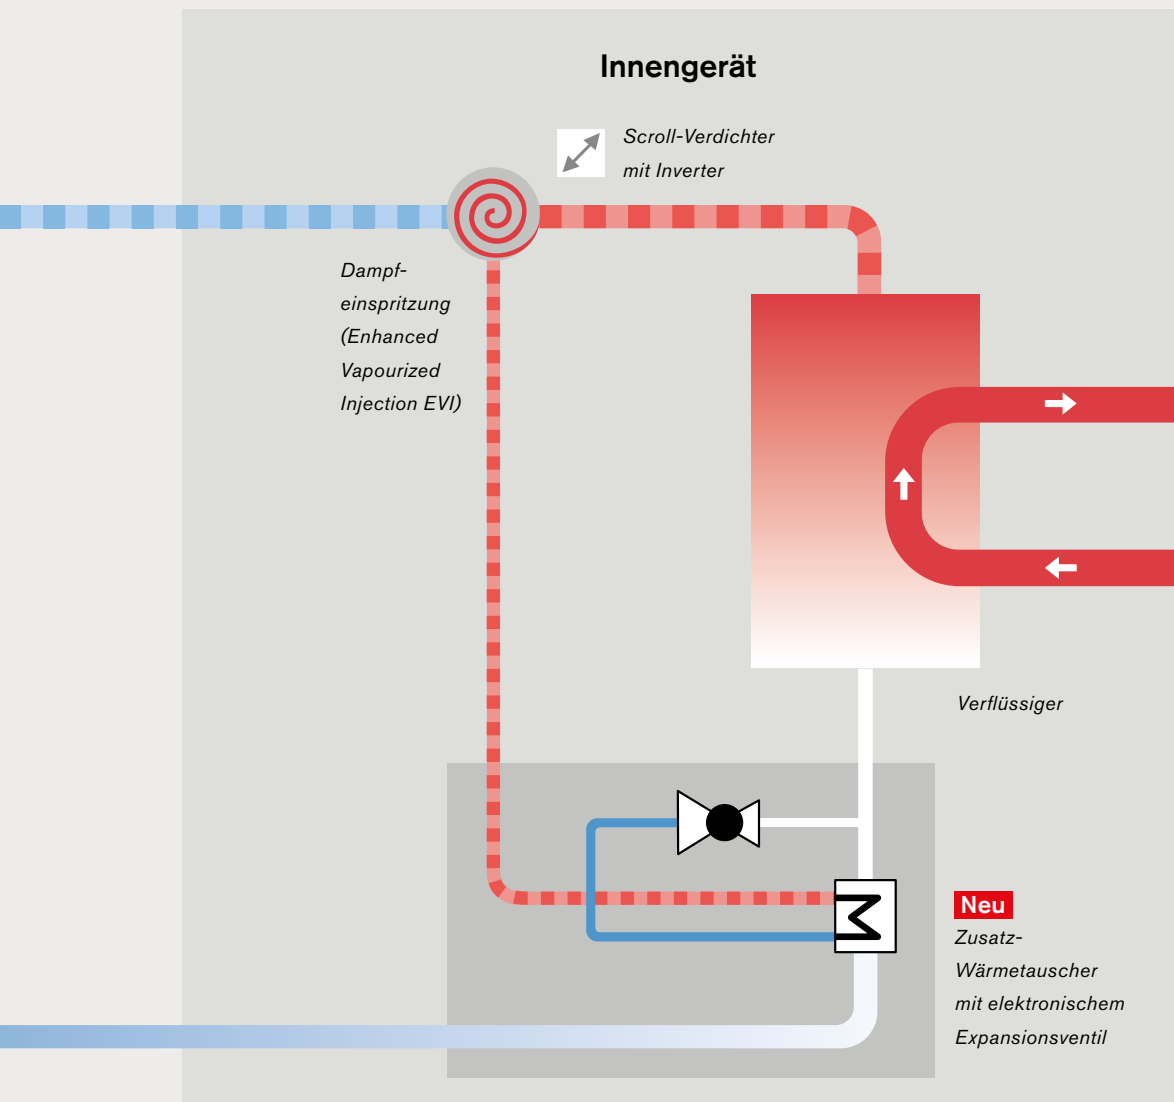 Innengerät
Scroll-Verdichter
mit Inverter
Dampf-
einspritzung
(Enhanced
Vapourized
Injection EVI)
Verflüssiger
Neu
Zusatz-
Wärmetauscher
mit elektronischem
Expansionsventil